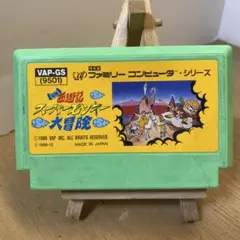 VAP-GS
(9501)
ファミリー コンピュータ™シリーズ
西遊記
スーパーモンキー
大冒険
© 1986 VAP INC. ALL RIGHTS RESERVED
MADE IN JAPAN